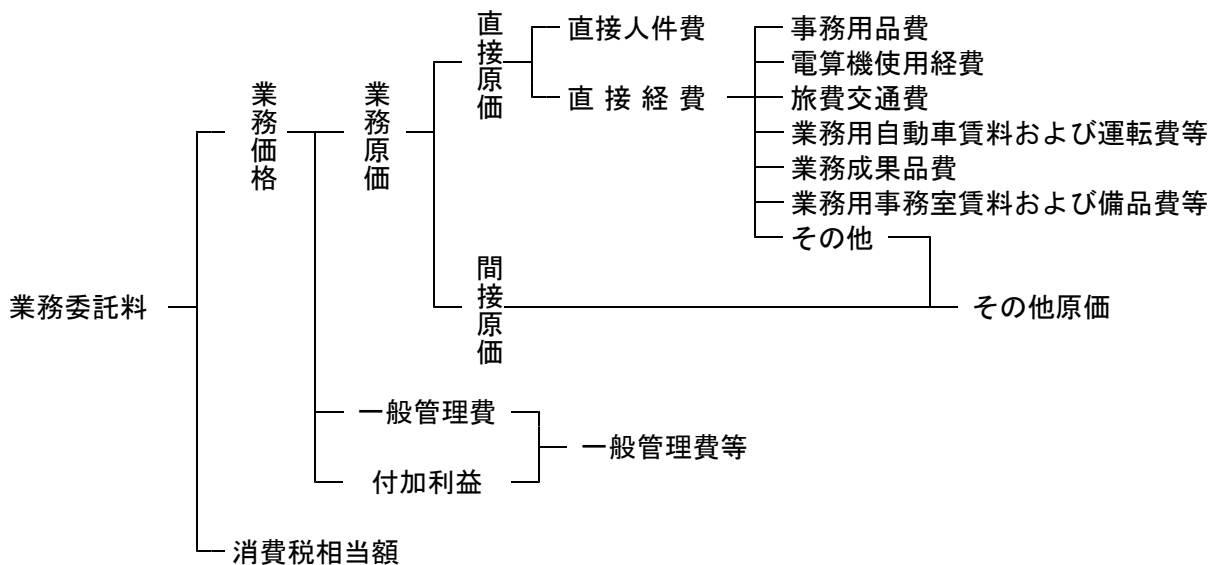 業務委託料
業務価格
業務原価
直接原価
直接人件費
直接経費
事務用品費
電算機使用経費
旅費交通費
業務用自動車賃料および運転費等
業務成果品費
業務用事務室賃料および備品費等
その他
間接原価
その他原価
一般管理費
付加利益
一般管理費等
消費税相当額